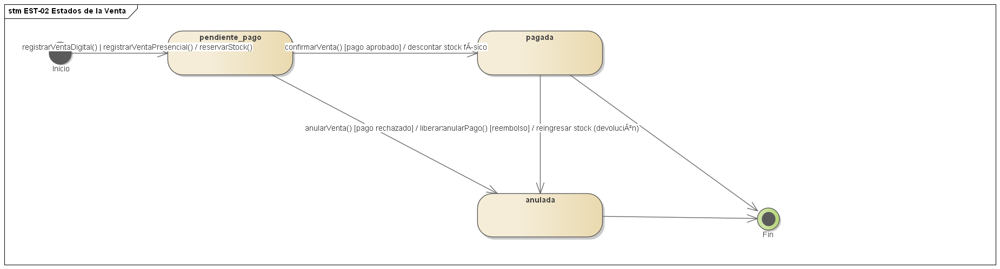 stm EST-02 Estados de la Venta
pendiente_pago
pagada
registrarVentaDigital() | registrarVentaPresencial() / reservarStock()
confirmarVenta() [pago aprobado] / descontar stock fÃ-sico
Inicio
anularVenta() [pago rechazado] / liberar
anularPago() [reembolso] / reingresar stock (devoluciÃ³n)
anulada
Fin